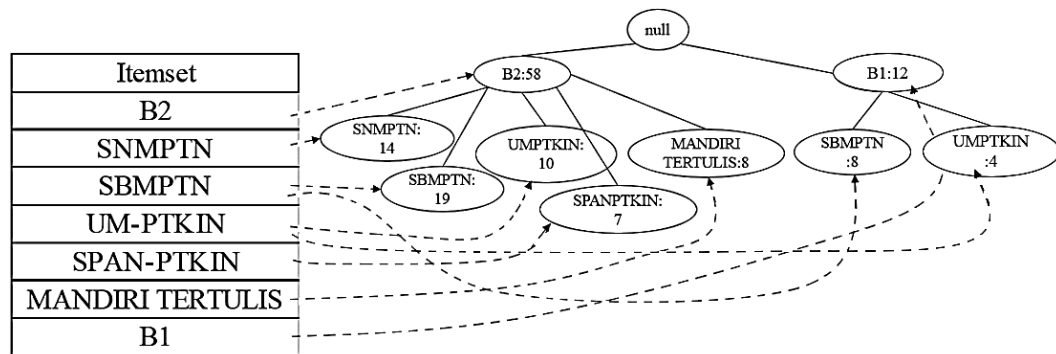 Itemset
B2
SNMPTN
SBMPTN
UM-PTKIN
SPAN-PTKIN
MANDIRI TERTULIS
B1
null
B2:58
B1:12
SNMPTN:
14
SBMPTN:
19
UMPTKIN:
10
SPANPTKIN:
7
MANDIRI
TERTULIS:8
SBMPTN
:8
UMPTKIN
:4